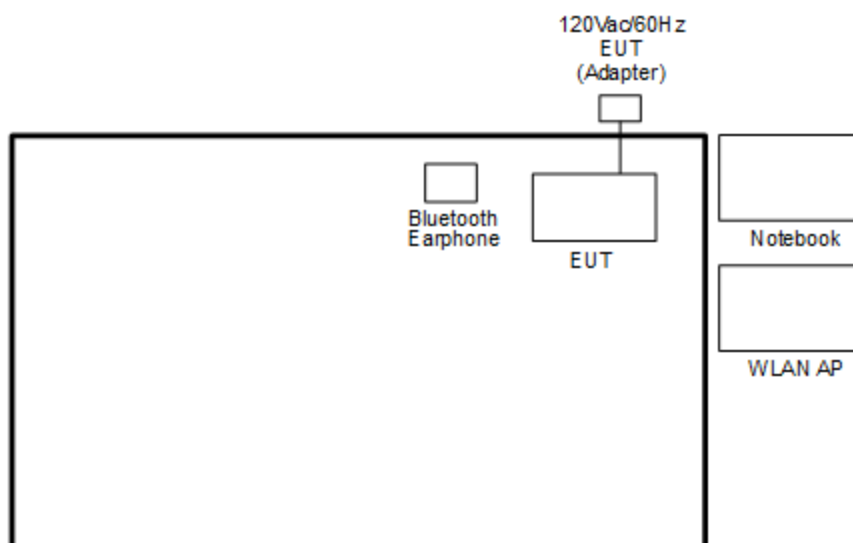 120Vac/60Hz
EUT
(Adapter)
Bluetooth
Earphone
EUT
Notebook
WLAN AP